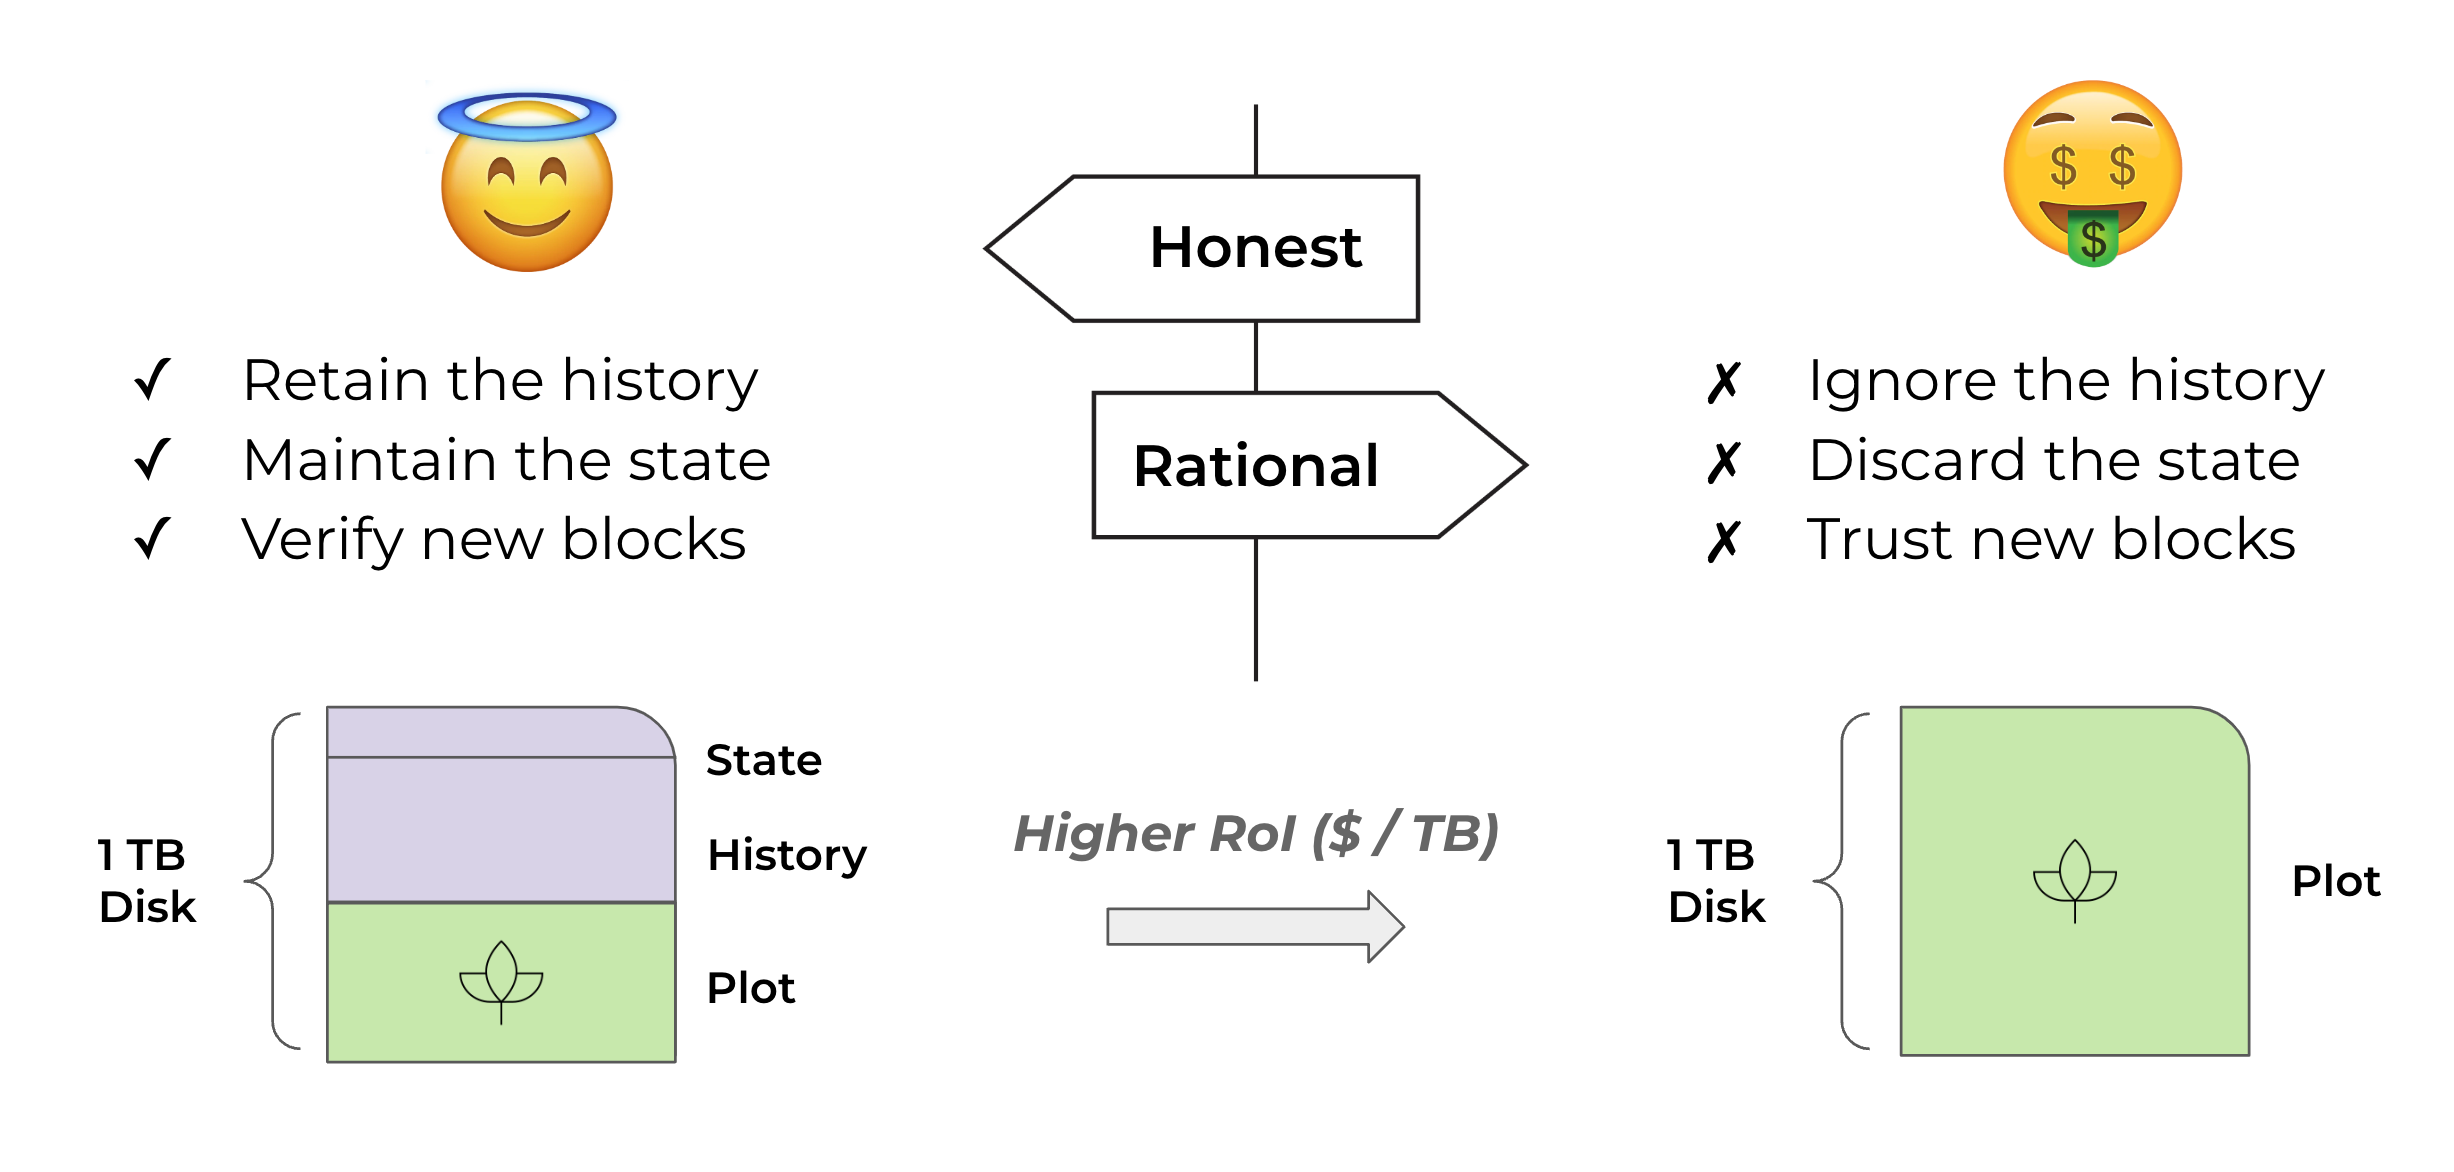 Honest
Rational
✓ Retain the history
✓ Maintain the state
✓ Verify new blocks
✗ Ignore the history
✗ Discard the state
✗ Trust new blocks
1 TB
Disk
State
History
Plot
Higher RoI ($ / TB)
1 TB
Disk
Plot
$ $
$